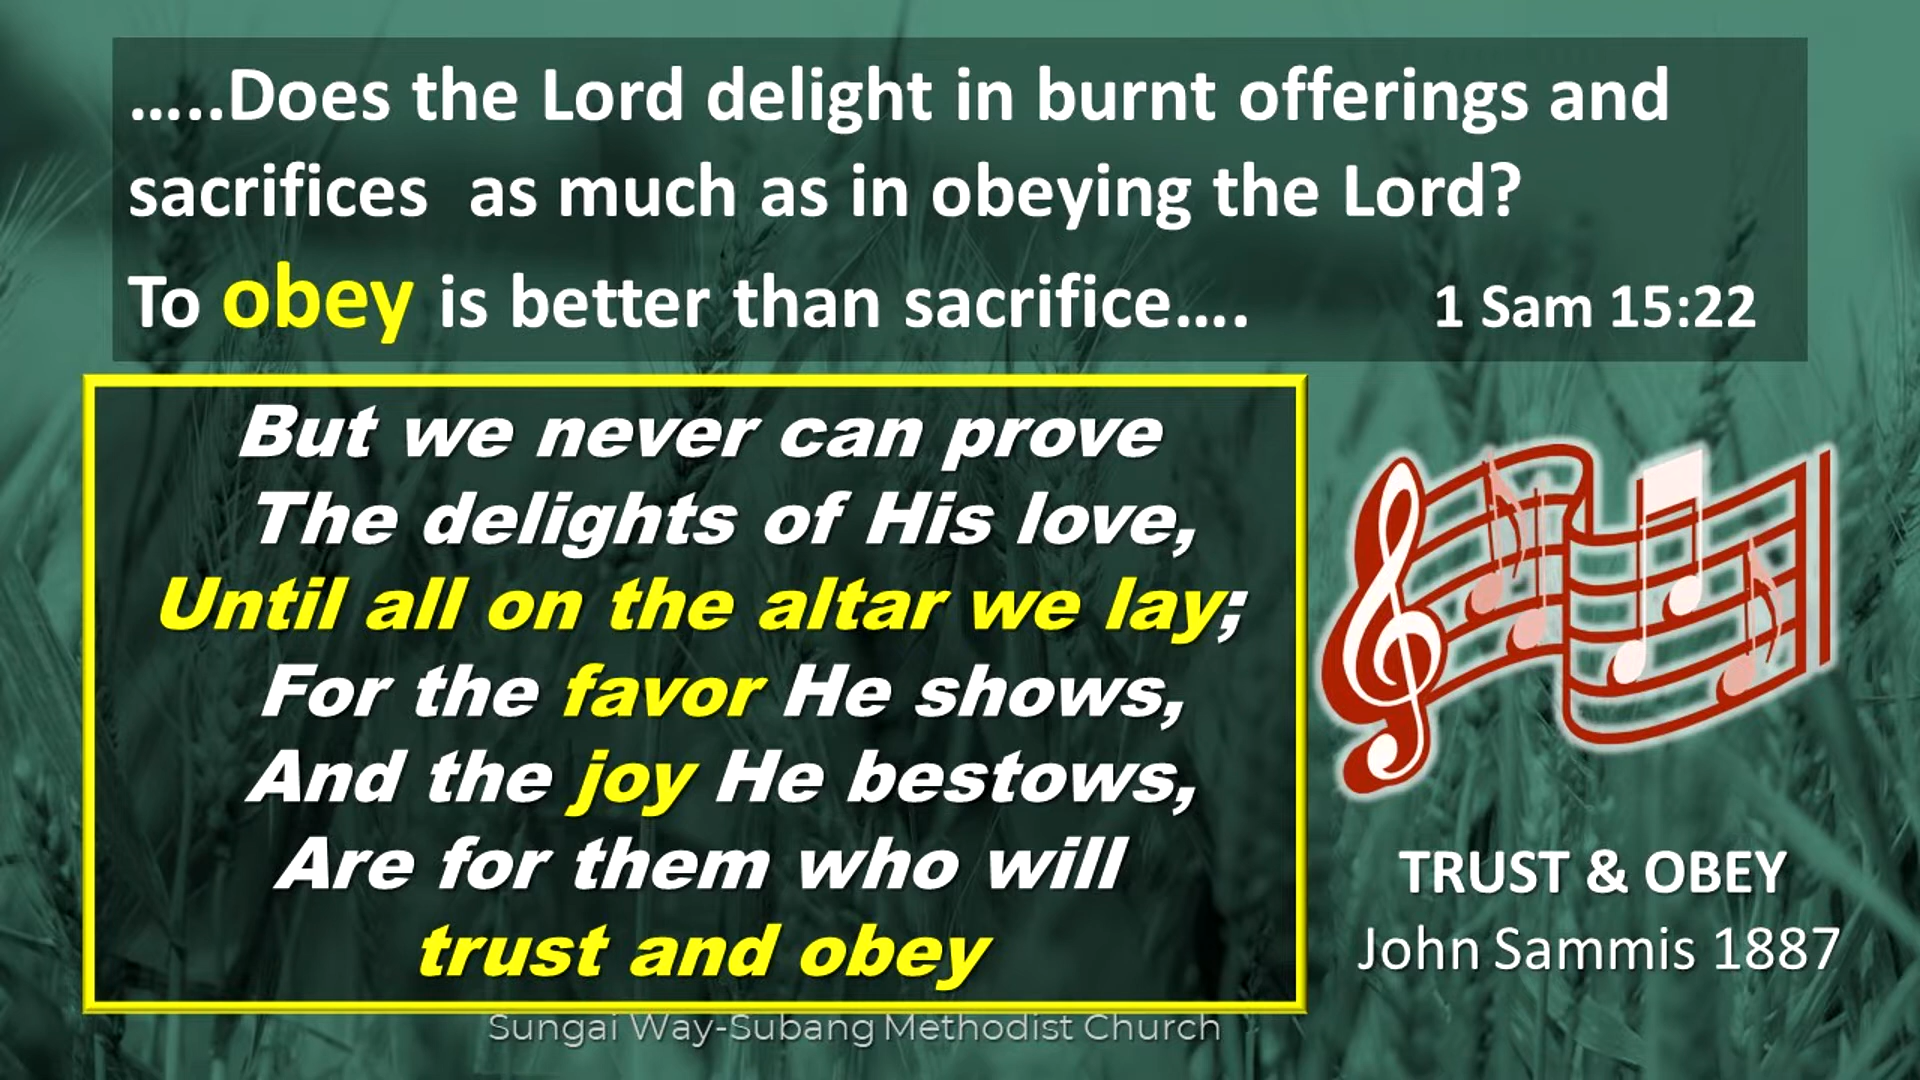 …..Does the Lord delight in burnt offerings and
sacrifices  as much as in obeying the Lord?
To obey is better than sacrifice…. 1 Sam 15:22
But we never can prove
The delights of His love,
Until all on the altar we lay;
For the favor He shows,
And the joy He bestows,
Are for them who will
trust and obey
TRUST & OBEY
John Sammis 1887
Sungai Way-Subang Methodist Church